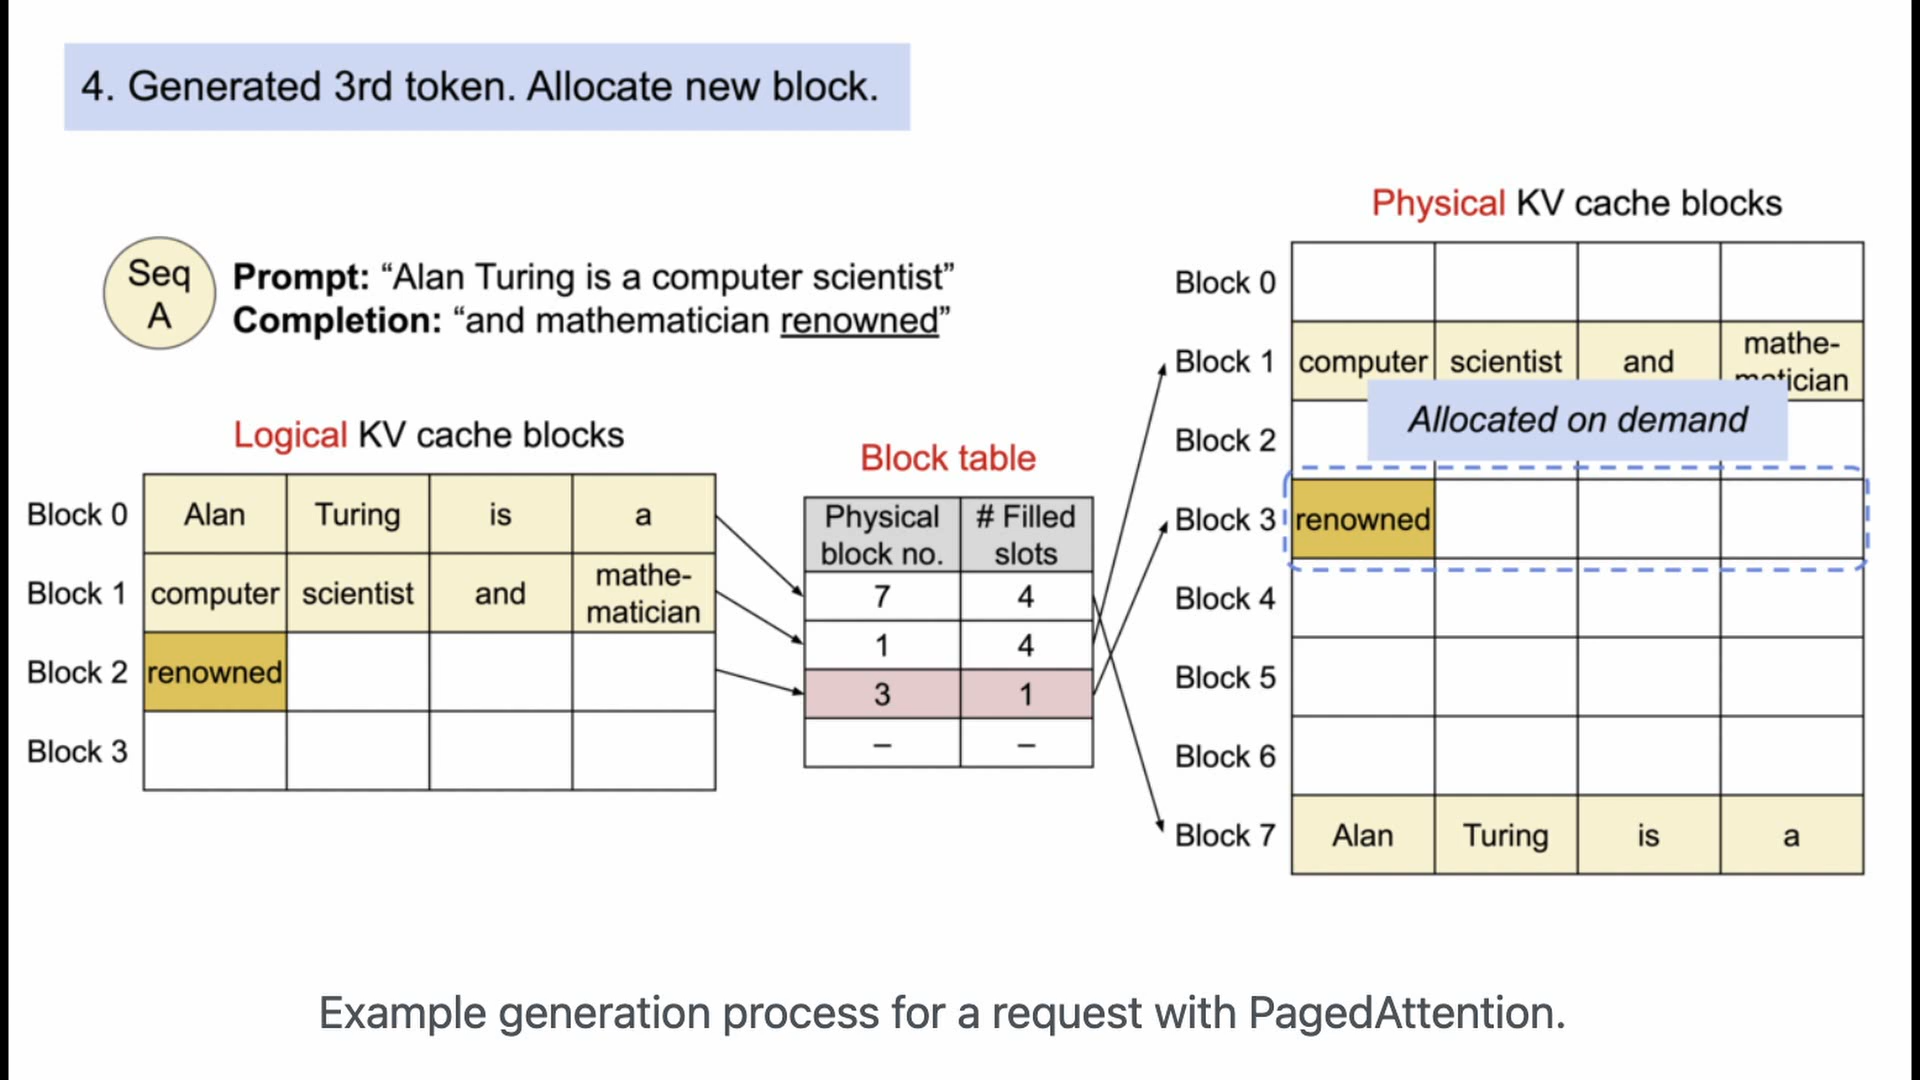 4. Generated 3rd token. Allocate new block.
Seq
A
Prompt: “Alan Turing is a computer scientist”
Completion: “and mathematician renowned”
Logical KV cache blocks
Block 0 Alan Turing is a
Block 1 computer scientist and mathe-
matician
Block 2 renowned
Block 3
Block table
Physical # Filled
block no. slots
7 4
1 4
3 1
– –
Physical KV cache blocks
Block 0
Block 1 computer scientist and mathe-
matician
Allocated on demand
Block 2
Block 3 renowned
Block 4
Block 5
Block 6
Block 7 Alan Turing is a
Example generation process for a request with PagedAttention.